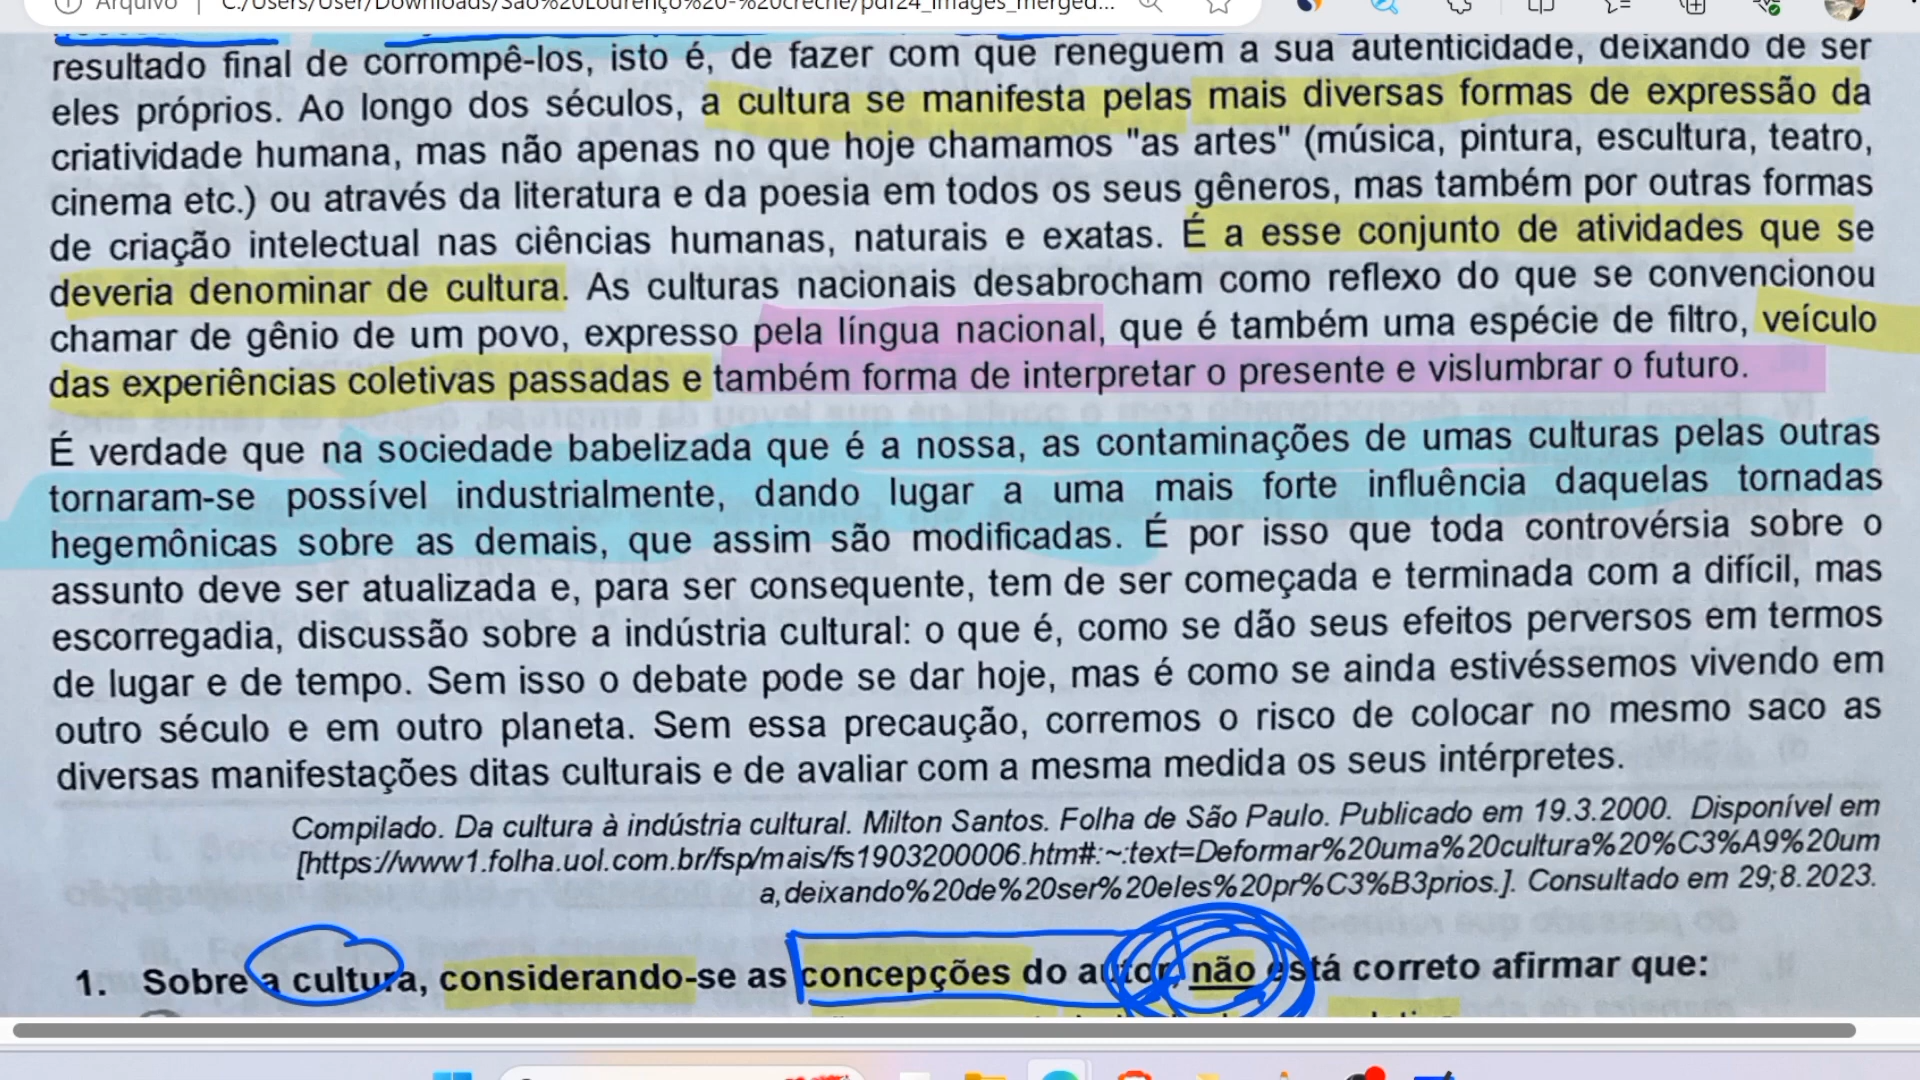 Arquivo | C:/Users/User/Downloads/São%20Lourenço%20-%20creche/pdf24_images_merged...
resultado final de corrompê-los, isto é, de fazer com que reneguem a sua autenticidade, deixando de ser
eles próprios. Ao longo dos séculos, a cultura se manifesta pelas mais diversas formas de expressão da
criatividade humana, mas não apenas no que hoje chamamos "as artes" (música, pintura, escultura, teatro,
cinema etc.) ou através da literatura e da poesia em todos os seus gêneros, mas também por outras formas
de criação intelectual nas ciências humanas, naturais e exatas. É a esse conjunto de atividades que se
deveria denominar de cultura. As culturas nacionais desabrocham como reflexo do que se convencionou
chamar de gênio de um povo, expresso pela língua nacional, que é também uma espécie de filtro, veículo
das experiências coletivas passadas e também forma de interpretar o presente e vislumbrar o futuro.
É verdade que na sociedade babelizada que é a nossa, as contaminações de umas culturas pelas outras
tornaram-se possível industrialmente, dando lugar a uma mais forte influência daquelas tornadas
hegemônicas sobre as demais, que assim são modificadas. É por isso que toda controvérsia sobre o
assunto deve ser atualizada e, para ser consequente, tem de ser começada e terminada com a difícil, mas
escorregadia, discussão sobre a indústria cultural: o que é, como se dão seus efeitos perversos em termos
de lugar e de tempo. Sem isso o debate pode se dar hoje, mas é como se ainda estivéssemos vivendo em
outro século e em outro planeta. Sem essa precaução, corremos o risco de colocar no mesmo saco as
diversas manifestações ditas culturais e de avaliar com a mesma medida os seus intérpretes.
Compilado. Da cultura à indústria cultural. Milton Santos. Folha de São Paulo. Publicado em 19.3.2000. Disponível em
[https://www1.folha.uol.com.br/fsp/mais/fs1903200006.htm#:~:text=Deformar%20uma%20cultura%20%C3%A9%20um
a,deixando%20de%20ser%20eles%20pr%C3%B3prios.]. Consultado em 29;8.2023.
1. Sobre a cultura, considerando-se as concepções do autor, não está correto afirmar que: